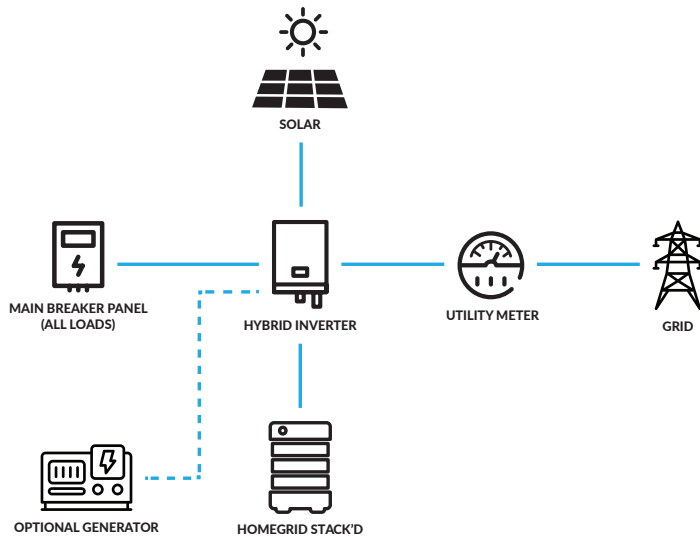 SOLAR
MAIN BREAKER PANEL
(ALL LOADS)
HYBRID INVERTER
UTILITY METER
GRID
OPTIONAL GENERATOR
HOMEGRID STACK'D